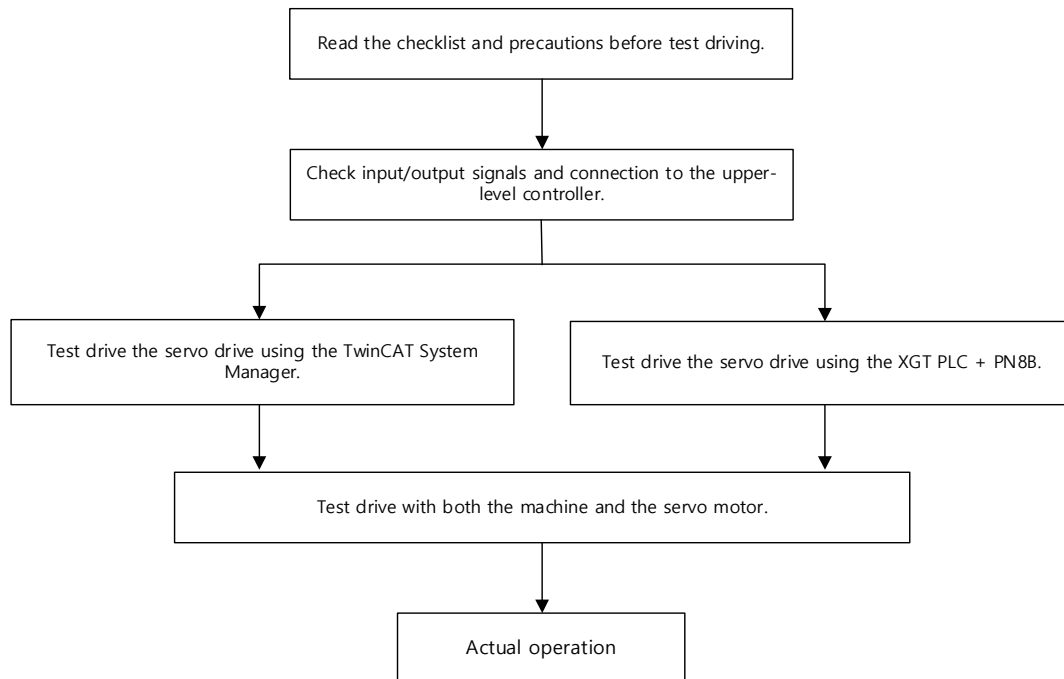 Read the checklist and precautions before test driving.
Check input/output signals and connection to the upper-
level controller.
Test drive the servo drive using the TwinCAT System
Manager.
Test drive the servo drive using the XGT PLC + PN8B.
Test drive with both the machine and the servo motor.
Actual operation